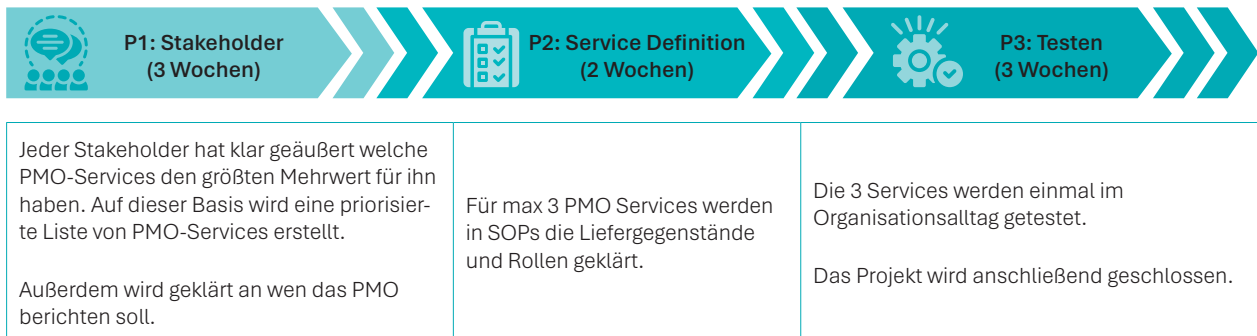 P1: Stakeholder
(3 Wochen)
P2: Service Definition
(2 Wochen)
P3: Testen
(3 Wochen)
Jeder Stakeholder hat klar geäußert welche
PMO-Services den größten Mehrwert für ihn
haben. Auf dieser Basis wird eine priorisier-
te Liste von PMO-Services erstellt.
Außerdem wird geklärt an wen das PMO
berichten soll.
Für max 3 PMO Services werden
in SOPs die Liefergegenstände
und Rollen geklärt.
Die 3 Services werden einmal im
Organisationsalltag getestet.
Das Projekt wird anschließend geschlossen.